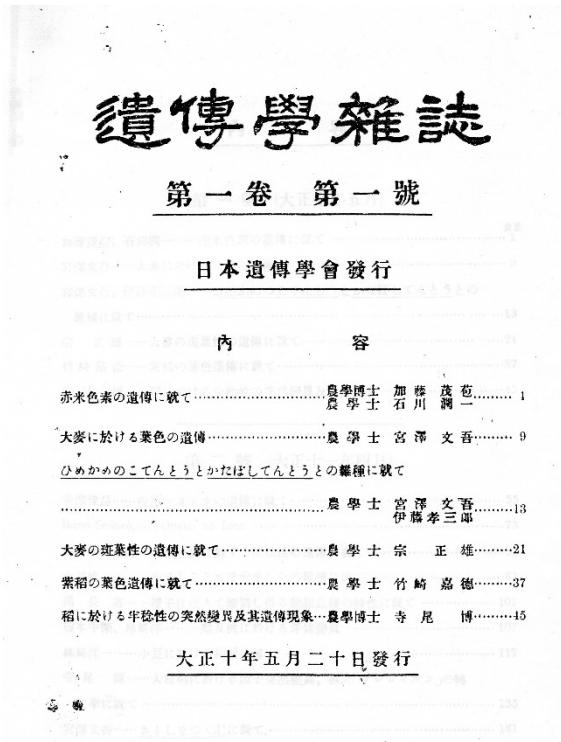 遺傳學雜誌
第一卷 第一號
日本遺傳學會發行
內容
赤米色素の遺傳に就て……農學博士 加藤茂苞 農學士 石川潤一……1
大麥に於ける葉色の遺傳……農學士 宮澤文吾……9
ひめかめのこてんとうとかたぼしてんとうとの雜種に就て
……農學士 宮澤文吾 伊藤孝三郎……13
大麥の斑葉性の遺傳に就て……農學士 宗正雄……21
紫稻の葉色遺傳に就て……農學士 竹崎嘉德……37
稻に於ける半稔性の突然變異及其遺傳現象…農學博士 寺尾博……45
大正十年五月二十日發行